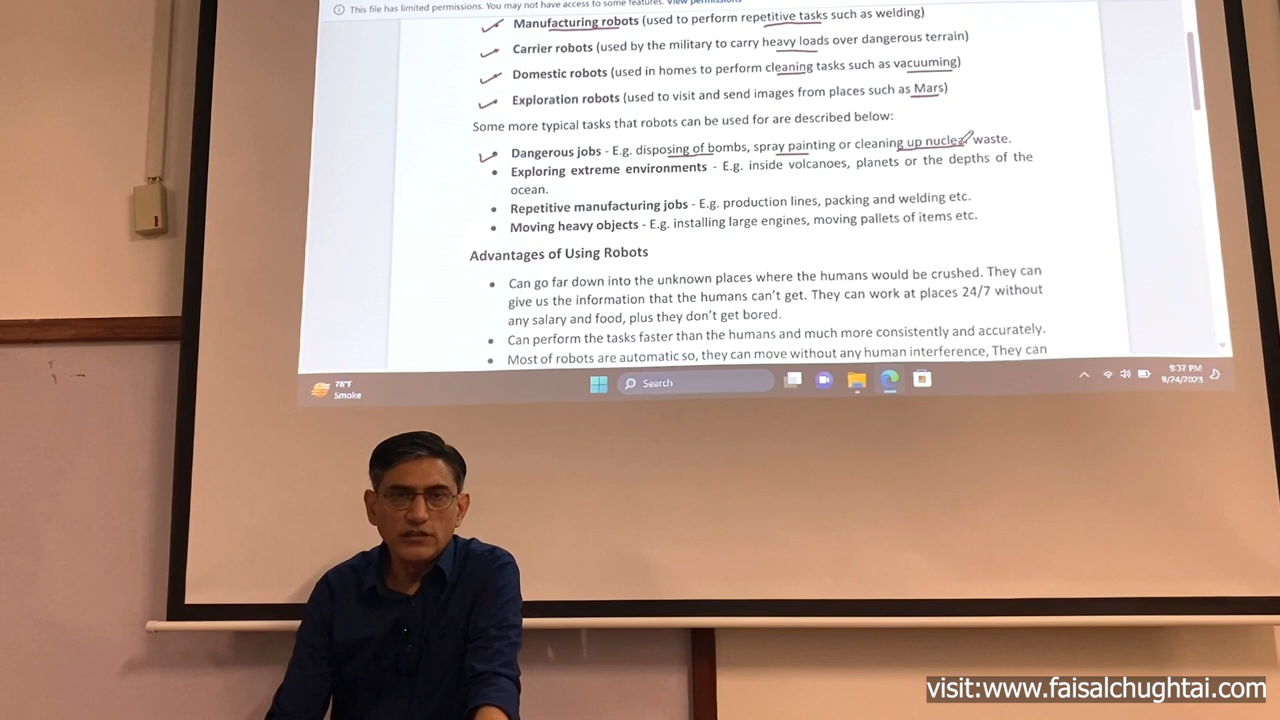 This file has limited permissions. You may not have access to some features. View permissions
Manufacturing robots (used to perform repetitive tasks such as welding)
Carrier robots (used by the military to carry heavy loads over dangerous terrain)
Domestic robots (used in homes to perform cleaning tasks such as vacuuming)
Exploration robots (used to visit and send images from places such as Mars)
Some more typical tasks that robots can be used for are described below:
Dangerous jobs - E.g. disposing of bombs, spray painting or cleaning up nuclear waste.
• Exploring extreme environments - E.g. inside volcanoes, planets or the depths of the
ocean.
• Repetitive manufacturing jobs - E.g. production lines, packing and welding etc.
• Moving heavy objects - E.g. installing large engines, moving pallets of items etc.
Advantages of Using Robots
• Can go far down into the unknown places where the humans would be crushed. They can
give us the information that the humans can't get. They can work at places 24/7 without
any salary and food, plus they don't get bored.
• Can perform the tasks faster than the humans and much more consistently and accurately.
• Most of robots are automatic so, they can move without any human interference, They can
76°F
Smoke
Search
9:37 PM
9/24/2023
visit:www.faisalchughtai.com